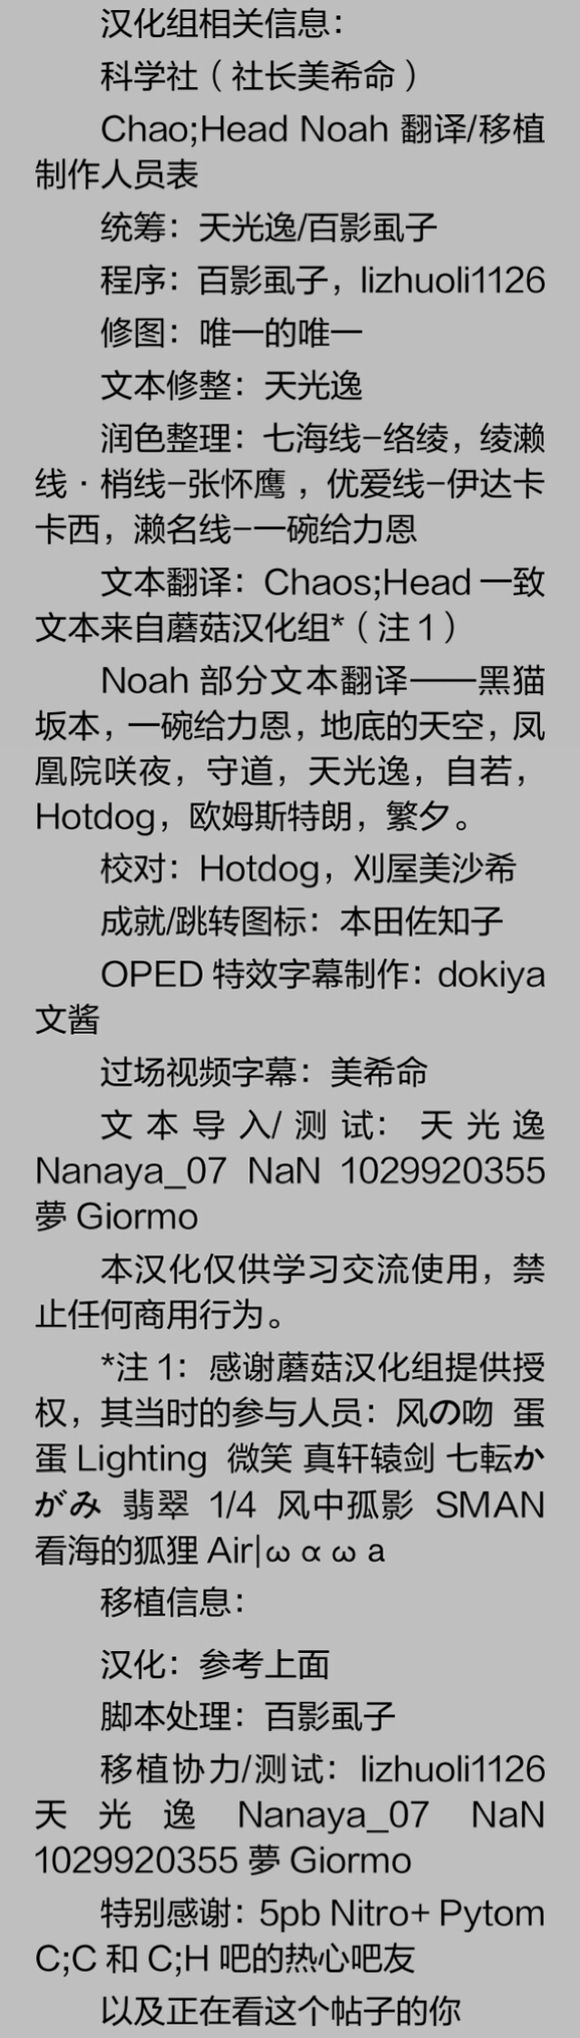 汉化组相关信息：
科学社（社长美希命）
Chao;Head Noah 翻译/移植
制作人员表
统筹：天光逸/百影虱子
程序：百影虱子，lizhuoli1126
修图：唯一的唯一
文本修整：天光逸
润色整理：七海线-络绫，绫濑
线·梢线-张怀鹰，优爱线-伊达卡
卡西，濑名线-一碗给力恩
文本翻译：Chaos;Head 一致
文本来自蘑菇汉化组*（注 1）
Noah 部分文本翻译——黑猫
坂本，一碗给力恩，地底的天空，凤
凰院咲夜，守道，天光逸，自若，
Hotdog，欧姆斯特朗，繁夕。
校对：Hotdog，刈屋美沙希
成就/跳转图标：本田佐知子
OPED 特效字幕制作：dokiya
文酱
过场视频字幕：美希命
文本导入/测试：天光逸
Nanaya_07 NaN 1029920355
夢 Giormo
本汉化仅供学习交流使用，禁
止任何商用行为。
*注 1：感谢蘑菇汉化组提供授
权，其当时的参与人员：风の吻 蛋
蛋 Lighting 微笑 真轩辕剑 七転か
がみ 翡翠 1/4 风中孤影 SMAN
看海的狐狸 Air|ω α ω a
移植信息：
汉化：参考上面
脚本处理：百影虱子
移植协力/测试：lizhuoli1126
天光逸 Nanaya_07 NaN
1029920355 夢 Giormo
特别感谢：5pb Nitro+ Pytom
C;C 和 C;H 吧的热心吧友
以及正在看这个帖子的你